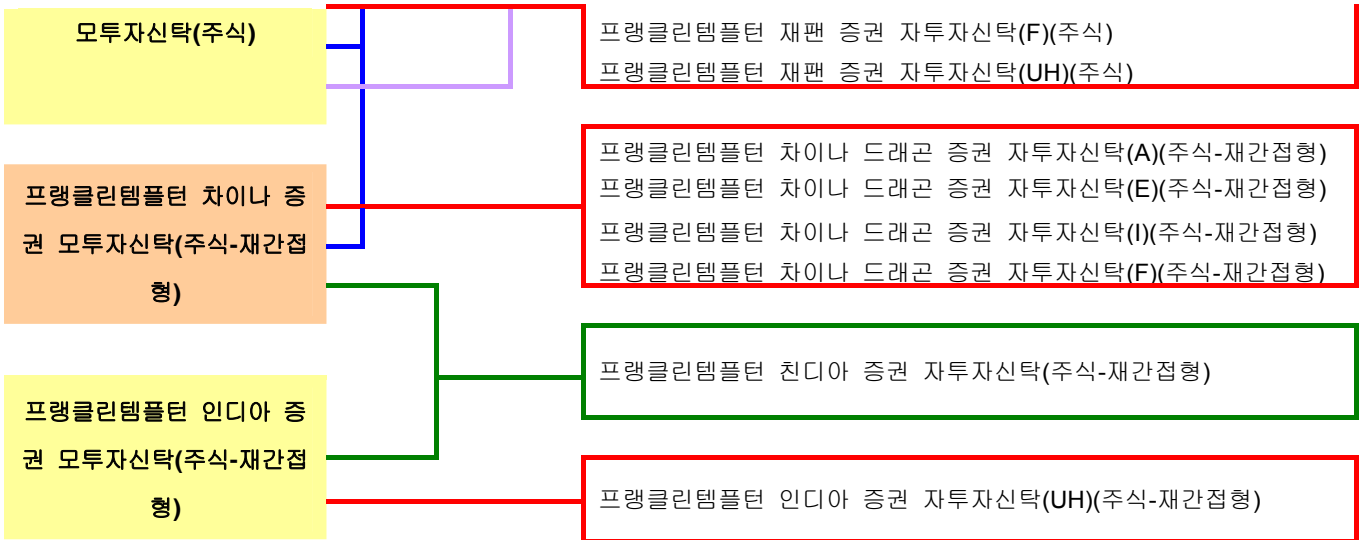 모투자신탁(주식)
프랭클린템플턴 재팬 증권 자투자신탁(F)(주식)
프랭클린템플턴 재팬 증권 자투자신탁(UH)(주식)
프랭클린템플턴 차이나 증
권 모투자신탁(주식-재간접
형)
프랭클린템플턴 차이나 드래곤 증권 자투자신탁(A)(주식-재간접형)
프랭클린템플턴 차이나 드래곤 증권 자투자신탁(E)(주식-재간접형)
프랭클린템플턴 차이나 드래곤 증권 자투자신탁(I)(주식-재간접형)
프랭클린템플턴 차이나 드래곤 증권 자투자신탁(F)(주식-재간접형)
프랭클린템플턴 친디아 증권 자투자신탁(주식-재간접형)
프랭클린템플턴 인디아 증
권 모투자신탁(주식-재간접
형)
프랭클린템플턴 인디아 증권 자투자신탁(UH)(주식-재간접형)